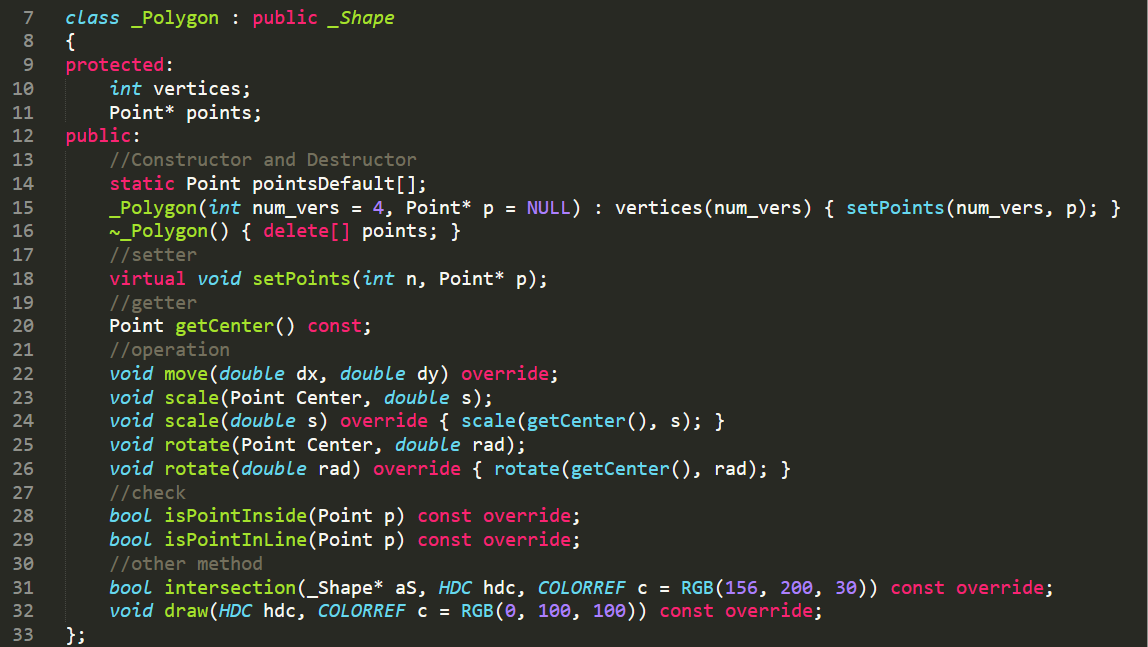 7 class _Polygon : public _Shape
8 {
9 protected:
10     int vertices;
11     Point* points;
12 public:
13     //Constructor and Destructor
14     static Point pointsDefault[];
15     _Polygon(int num_vers = 4, Point* p = NULL) : vertices(num_vers) { setPoints(num_vers, p); }
16     ~_Polygon() { delete[] points; }
17     //setter
18     virtual void setPoints(int n, Point* p);
19     //getter
20     Point getCenter() const;
21     //operation
22     void move(double dx, double dy) override;
23     void scale(Point Center, double s);
24     void scale(double s) override { scale(getCenter(), s); }
25     void rotate(Point Center, double rad);
26     void rotate(double rad) override { rotate(getCenter(), rad); }
27     //check
28     bool isPointInside(Point p) const override;
29     bool isPointInLine(Point p) const override;
30     //other method
31     bool intersection(_Shape* aS, HDC hdc, COLORREF c = RGB(156, 200, 30)) const override;
32     void draw(HDC hdc, COLORREF c = RGB(0, 100, 100)) const override;
33 };